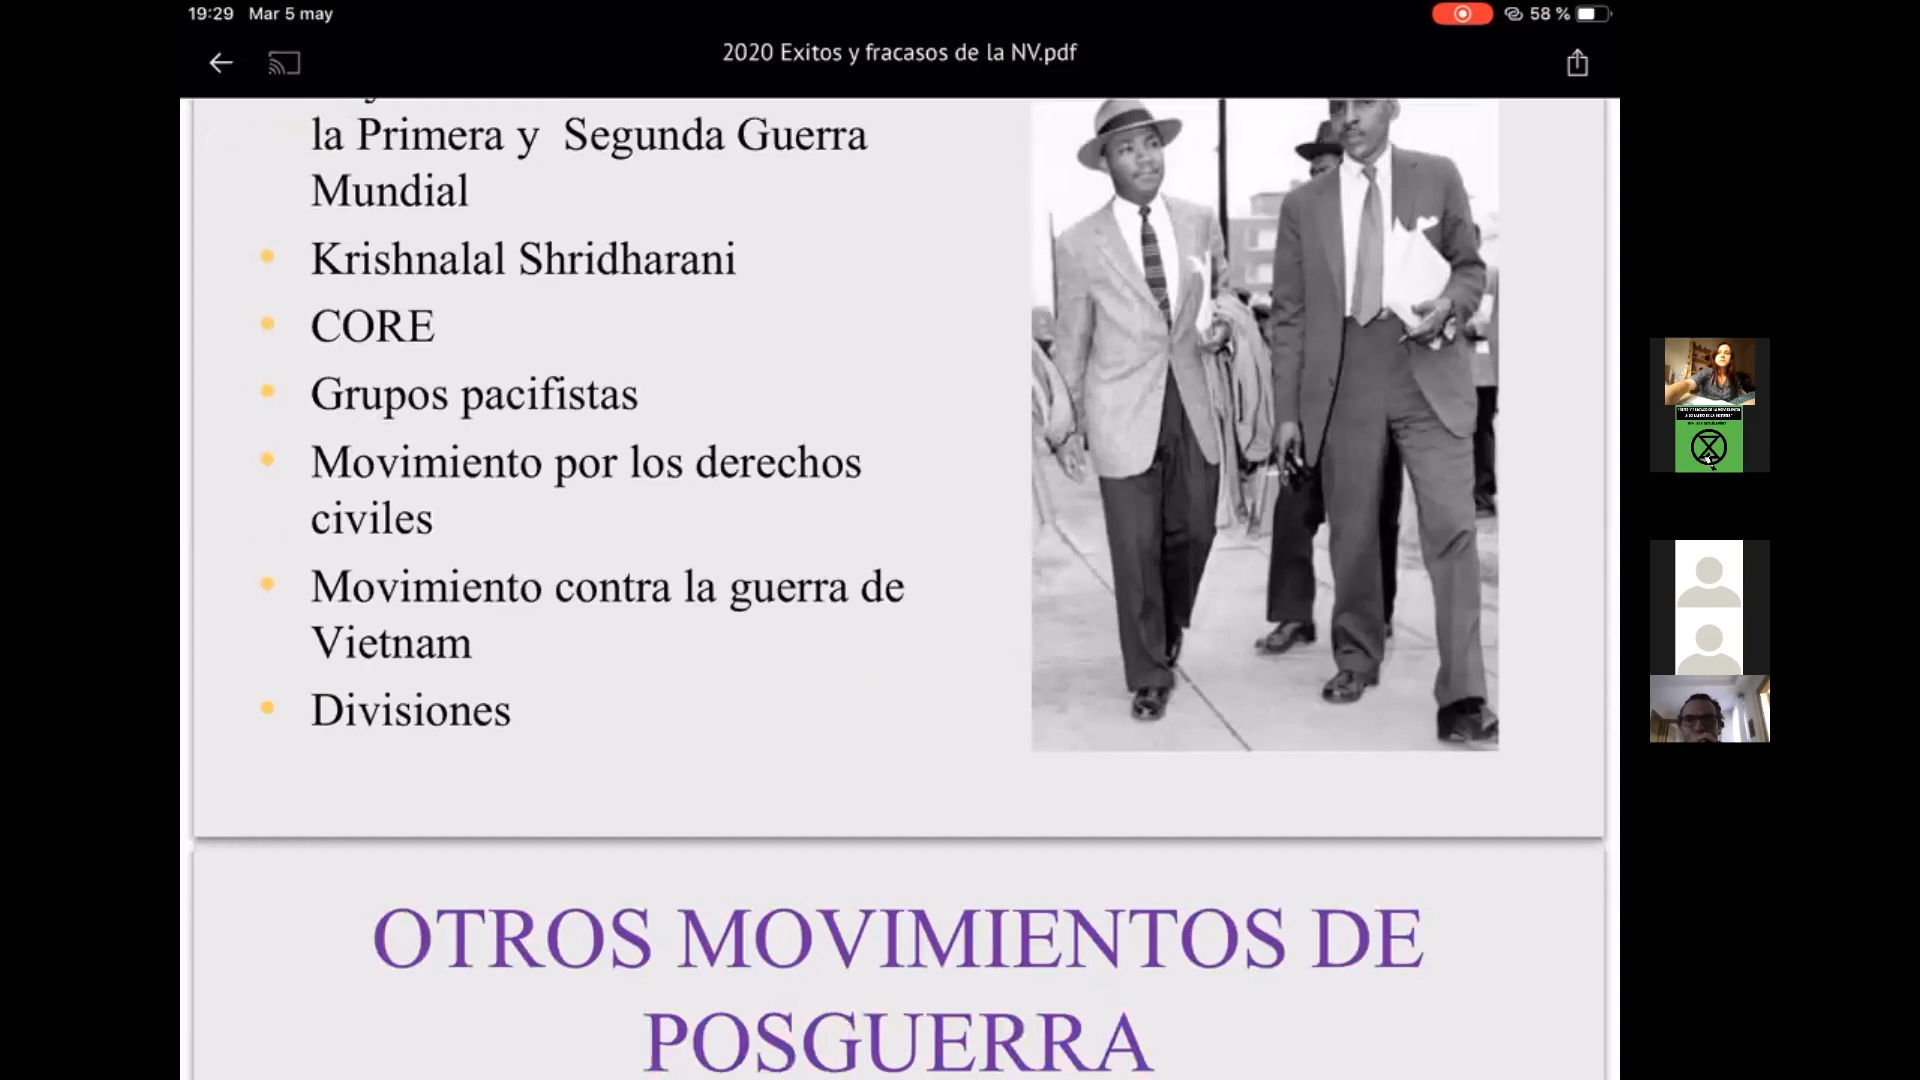 19:29 Mar 5 may
58 %
2020 Exitos y fracasos de la NV.pdf
la Primera y Segunda Guerra
Mundial
Krishnalal Shridharani
CORE
Grupos pacifistas
Movimiento por los derechos
civiles
Movimiento contra la guerra de
Vietnam
Divisiones
OTROS MOVIMIENTOS DE
POSGUERRA